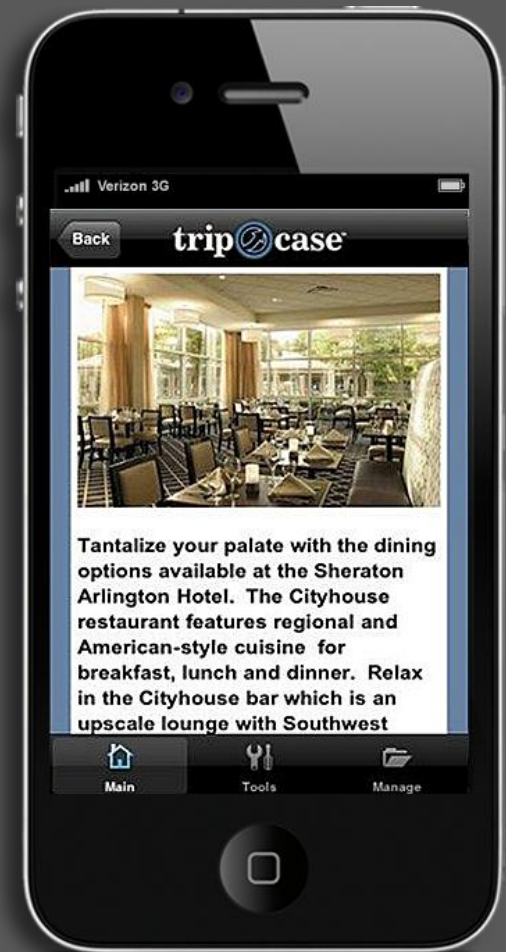 Verizon 3G
Back
trip case™
Tantalize your palate with the dining
options available at the Sheraton
Arlington Hotel.  The Cityhouse
restaurant features regional and
American-style cuisine  for
breakfast, lunch and dinner.  Relax
in the Cityhouse bar which is an
upscale lounge with Southwest
Main
Tools
Manage